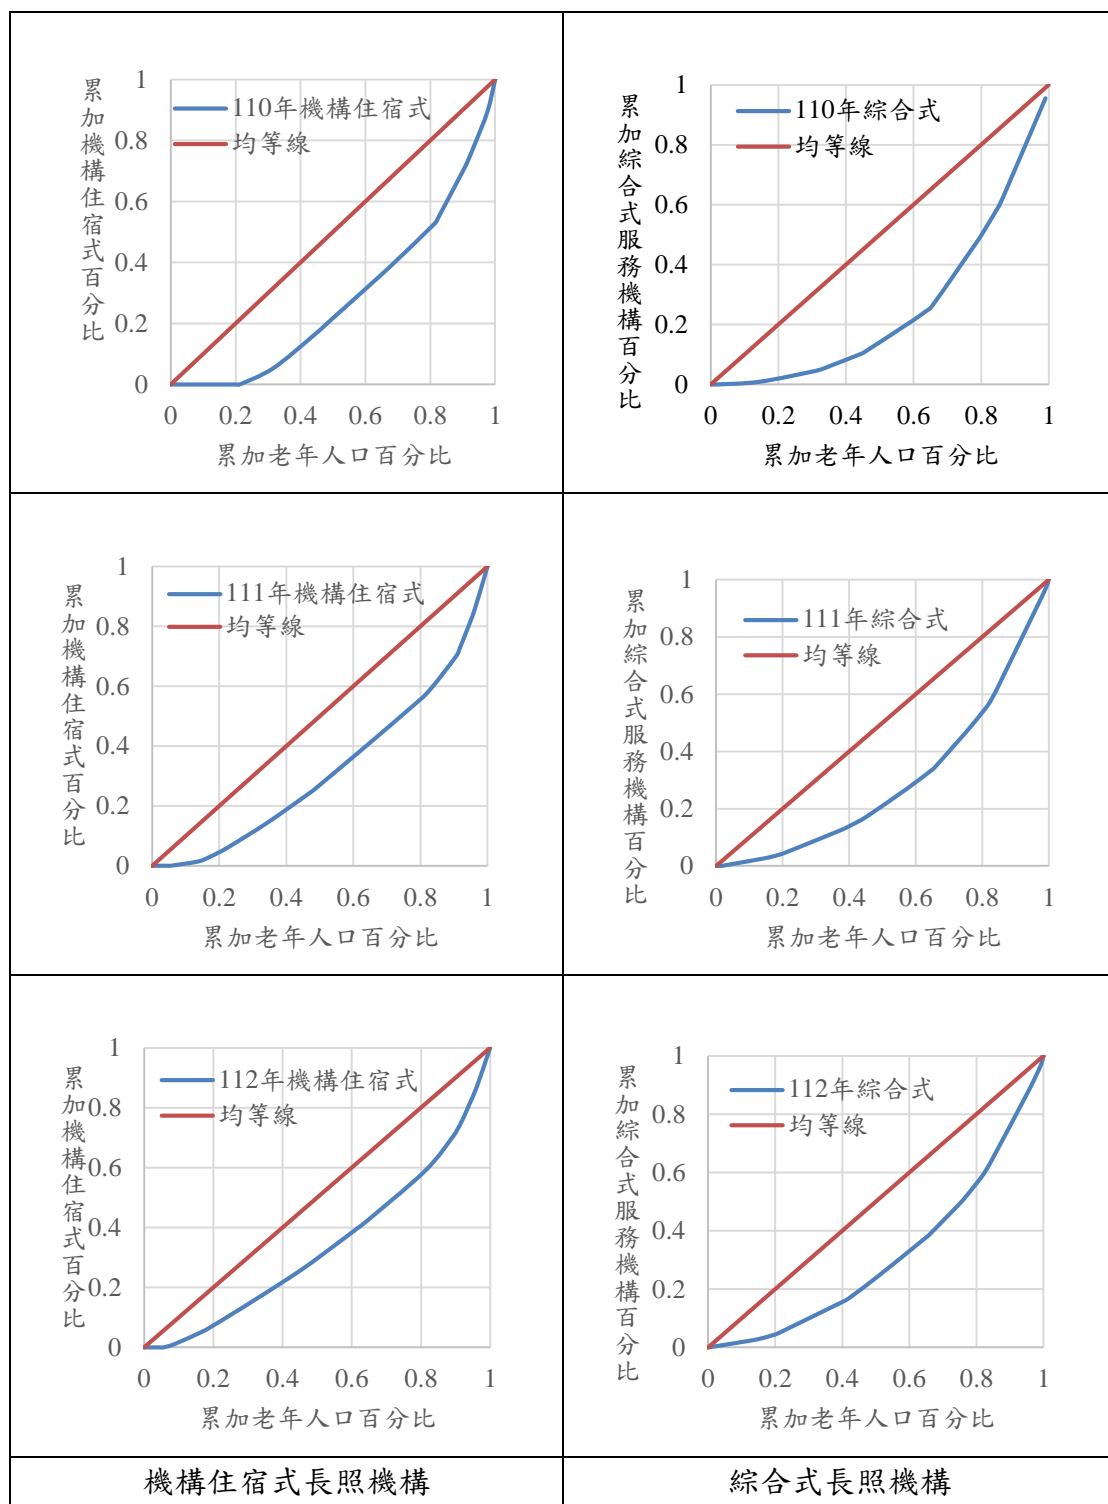 累加機構住宿式百分比
110年機構住宿式
均等線
1
0.8
0.6
0.4
0.2
0
0 0.2 0.4 0.6 0.8 1
累加老年人口百分比
累加綜合式服務機構百分比
110年綜合式
均等線
1
0.8
0.6
0.4
0.2
0
0 0.2 0.4 0.6 0.8 1
累加老年人口百分比
累加機構住宿式百分比
111年機構住宿式
均等線
1
0.8
0.6
0.4
0.2
0
0 0.2 0.4 0.6 0.8 1
累加老年人口百分比
累加綜合式服務機構百分比
111年綜合式
均等線
1
0.8
0.6
0.4
0.2
0
0 0.2 0.4 0.6 0.8 1
累加老年人口百分比
累加機構住宿式百分比
112年機構住宿式
均等線
1
0.8
0.6
0.4
0.2
0
0 0.2 0.4 0.6 0.8 1
累加老年人口百分比
累加綜合式服務機構百分比
112年綜合式
均等線
1
0.8
0.6
0.4
0.2
0
0 0.2 0.4 0.6 0.8 1
累加老年人口百分比
機構住宿式長照機構
綜合式長照機構